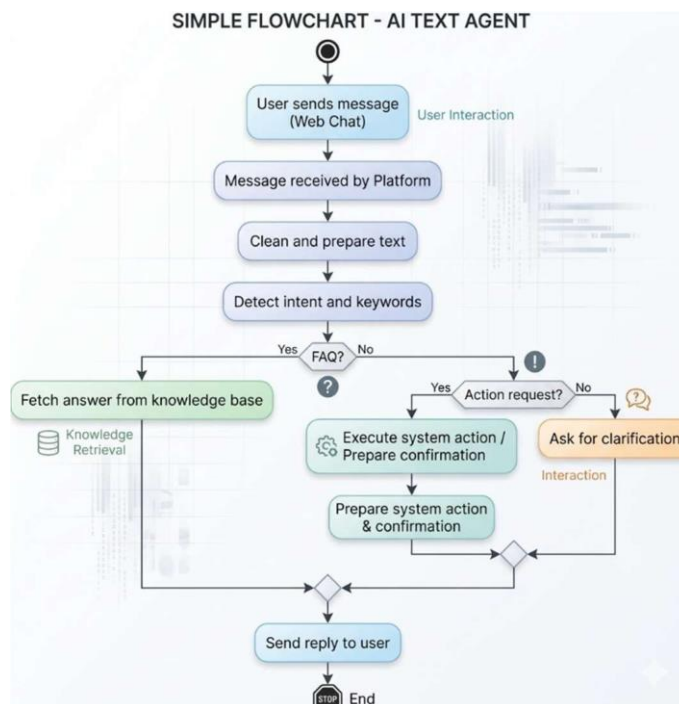 SIMPLE FLOWCHART - AI TEXT AGENT
User sends message
(Web Chat)
User Interaction
Message received by Platform
Clean and prepare text
Detect intent and keywords
Yes
FAQ?
No
?
!
Fetch answer from knowledge base
Knowledge
Retrieval
Yes
Action request?
No
?
Execute system action /
Prepare confirmation
Ask for clarification
Interaction
Prepare system action
& confirmation
Send reply to user
STOP
End